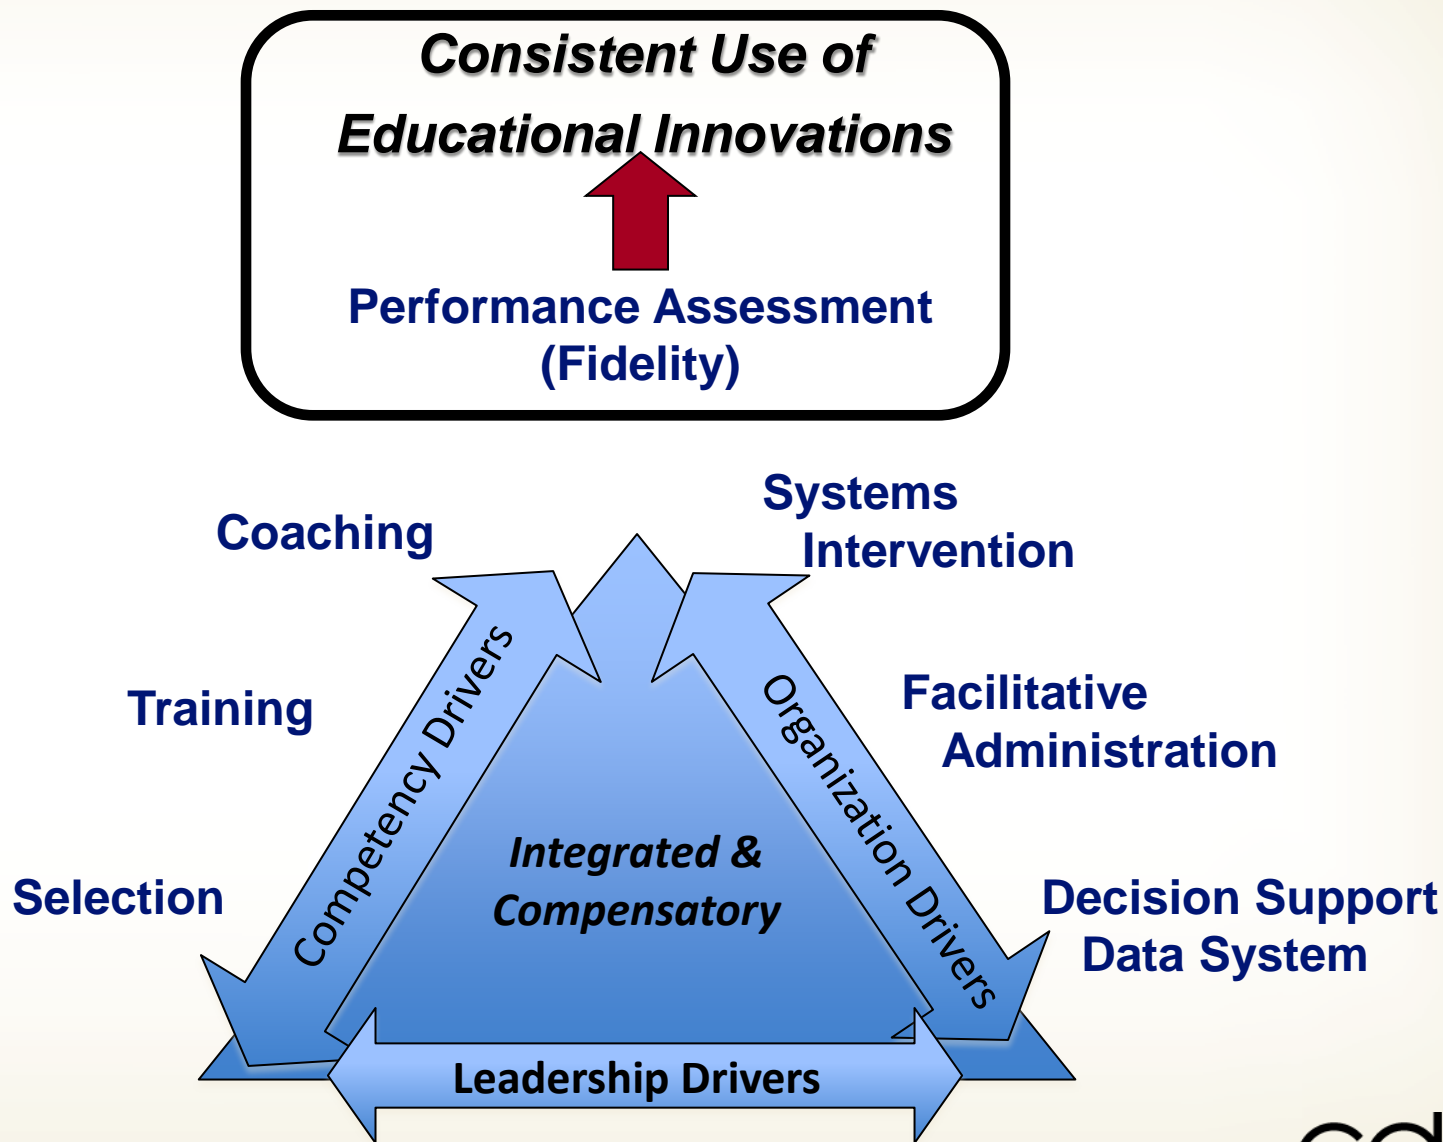 Consistent Use of
Educational Innovations
Performance Assessment
(Fidelity)
Systems
Intervention
Coaching
Training
Selection
Competency Drivers
Organization Drivers
Facilitative
Administration
Integrated &
Compensatory
Decision Support
Data System
Leadership Drivers